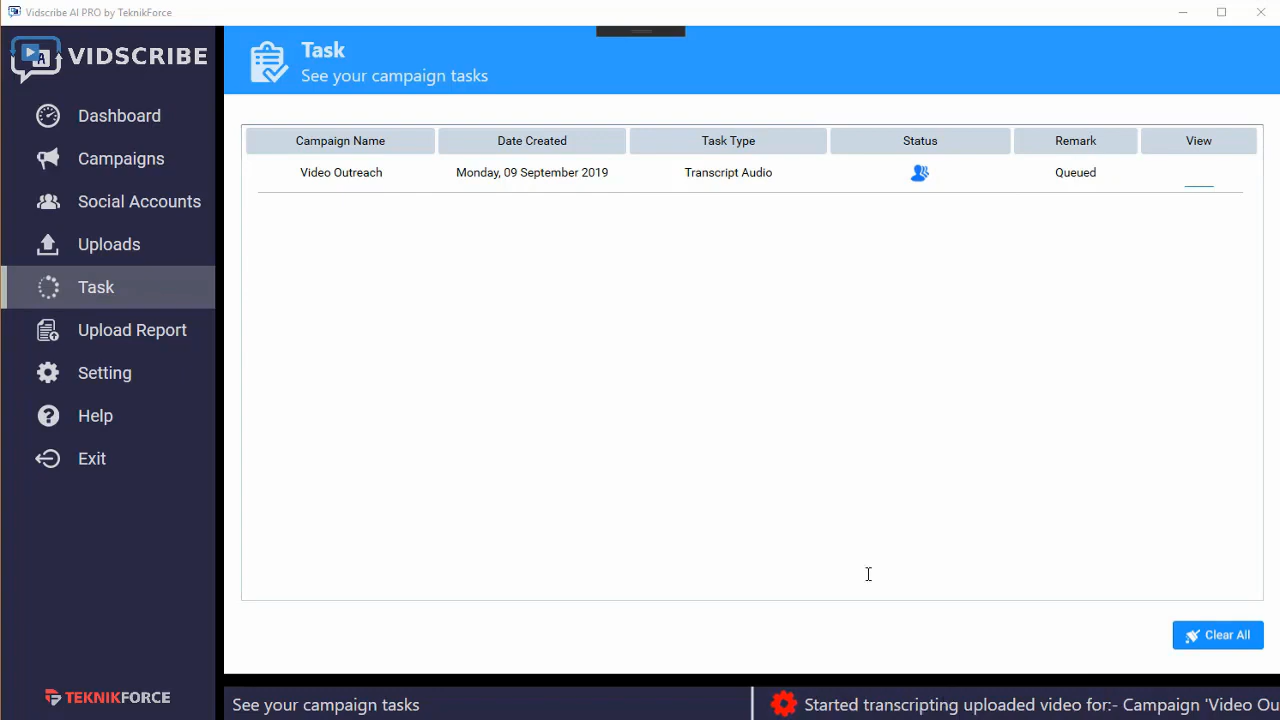 Vidscribe AI PRO by TeknikForce
VIDSCRIBE
Task
See your campaign tasks
Dashboard
Campaigns
Social Accounts
Uploads
Task
Upload Report
Setting
Help
Exit
Campaign Name Date Created Task Type Status Remark View
Video Outreach Monday, 09 September 2019 Transcript Audio Queued
Clear All
TEKNIKFORCE
See your campaign tasks
Started transcripting uploaded video for:- Campaign 'Video Ou